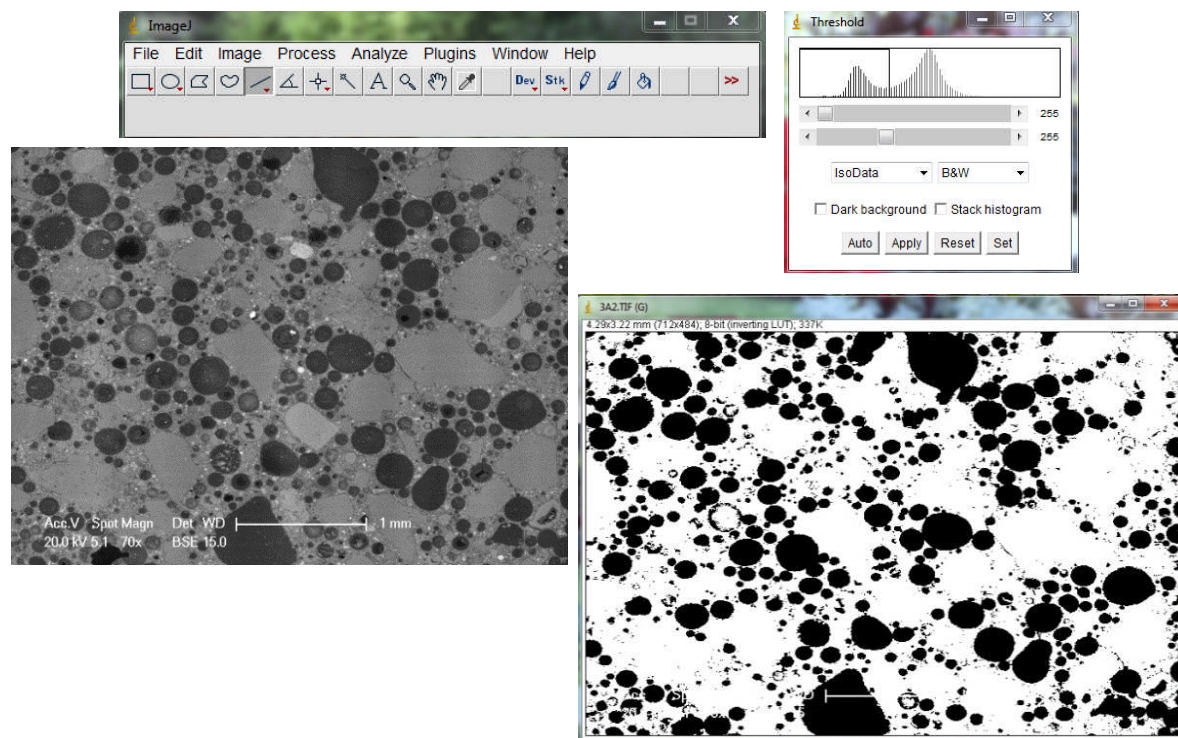 ImageJ
File Edit Image Process Analyze Plugins Window Help
Dev Stk A >>
Threshold
255
255
IsoData B&W
Dark background Stack histogram
Auto Apply Reset Set
Acc.V Spot Magn Det WD 1 mm
20.0 kV 5.1 70x BSE 15.0
3A2.TIF (G)
4.29x3.22 mm (712x484); 8-bit (inverting LUT); 337K